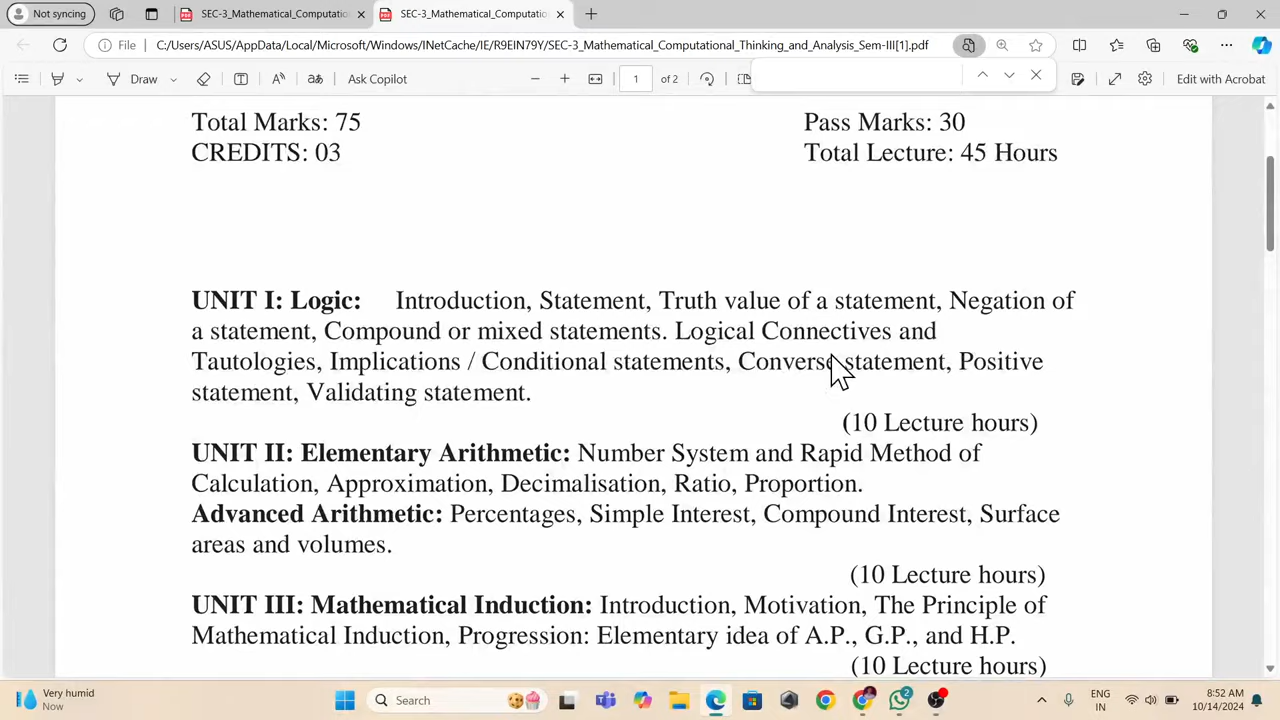 Not syncing
SEC-3_Mathematical_Computatio
SEC-3_Mathematical_Computatio
File
C:/Users/ASUS/AppData/Local/Microsoft/Windows/INetCache/IE/R9EIN79Y/SEC-3_Mathematical_Computational_Thinking_and_Analysis_Sem-III[1].pdf
Draw
Ask Copilot
1 of 2
Edit with Acrobat
Total Marks: 75 Pass Marks: 30
CREDITS: 03 Total Lecture: 45 Hours
UNIT I: Logic: Introduction, Statement, Truth value of a statement, Negation of
a statement, Compound or mixed statements. Logical Connectives and
Tautologies, Implications / Conditional statements, Converse statement, Positive
statement, Validating statement.
(10 Lecture hours)
UNIT II: Elementary Arithmetic: Number System and Rapid Method of
Calculation, Approximation, Decimalisation, Ratio, Proportion.
Advanced Arithmetic: Percentages, Simple Interest, Compound Interest, Surface
areas and volumes.
(10 Lecture hours)
UNIT III: Mathematical Induction: Introduction, Motivation, The Principle of
Mathematical Induction, Progression: Elementary idea of A.P., G.P., and H.P.
(10 Lecture hours)
Very humid
Now
Search
2
ENG
IN
8:52 AM
10/14/2024